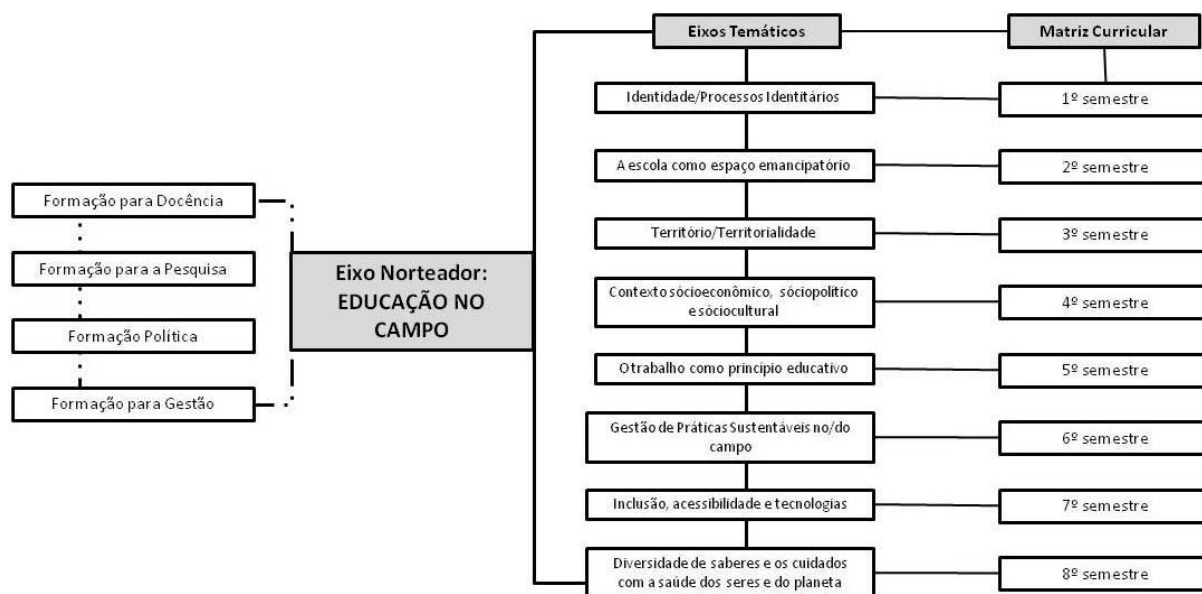 Eixos Temáticos
Matriz Curricular
Identidade/Processos Identitários
1º semestre
A escola como espaço emancipatório
2º semestre
Formação para Docência
Território/Territorialidade
3º semestre
Formação para a Pesquisa
Eixo Norteador:
EDUCAÇÃO NO
CAMPO
Contexto sócioeconômico, sóciopolítico
e sóciocultural
4º semestre
Formação Política
O trabalho como princípio educativo
5º semestre
Formação para Gestão
Gestão de Práticas Sustentáveis no/do
campo
6º semestre
Inclusão, acessibilidade e tecnologias
7º semestre
Diversidade de saberes e os cuidados
com a saúde dos seres e do planeta
8º semestre